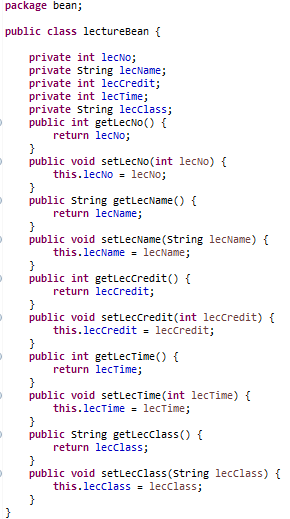 package bean;
public class lectureBean {
private int lecNo;
private String lecName;
private int lecCredit;
private int lecTime;
private String lecClass;
public int getLecNo() {
return lecNo;
}
public void setLecNo(int lecNo) {
this.lecNo = lecNo;
}
public String getLecName() {
return lecName;
}
public void setLecName(String lecName) {
this.lecName = lecName;
}
public int getLecCredit() {
return lecCredit;
}
public void setLecCredit(int lecCredit) {
this.lecCredit = lecCredit;
}
public int getLecTime() {
return lecTime;
}
public void setLecTime(int lecTime) {
this.lecTime = lecTime;
}
public String getLecClass() {
return lecClass;
}
public void setLecClass(String lecClass) {
this.lecClass = lecClass;
}
}